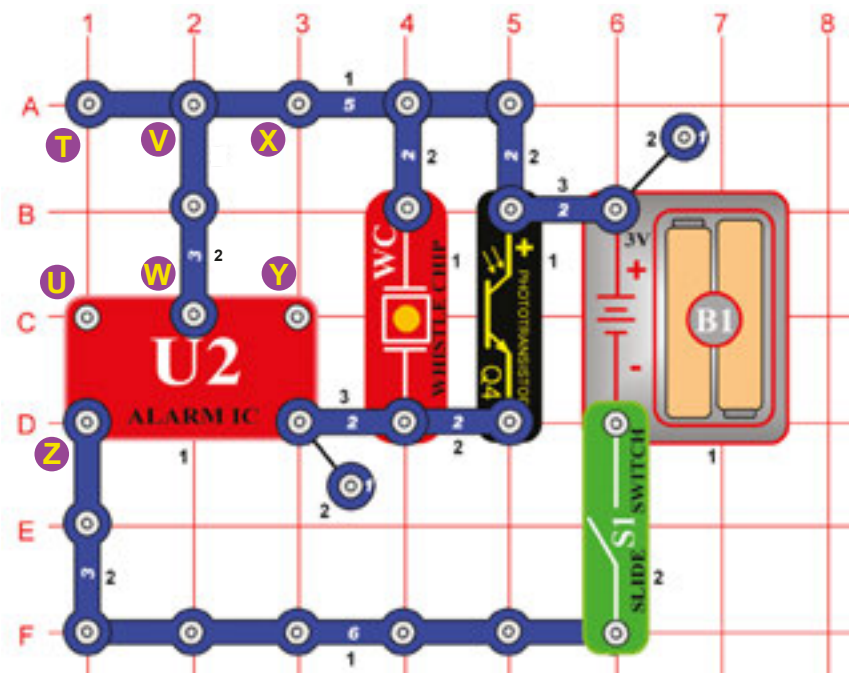 1 2 3 4 5 6 7 8
A
1
5
T V X
2 2
2 2
2 1
3
2
B
3V
+
3 2
W Y
U
WC
WHISTLE CHIP
1
+
PHOTOTRANSISTOR
Q4
1
C
U2
ALARM IC
B1
-
D
3
2
2
2
Z
1
1
1
2
E
3 2
S1
SLIDE SWITCH
2
F
6
1